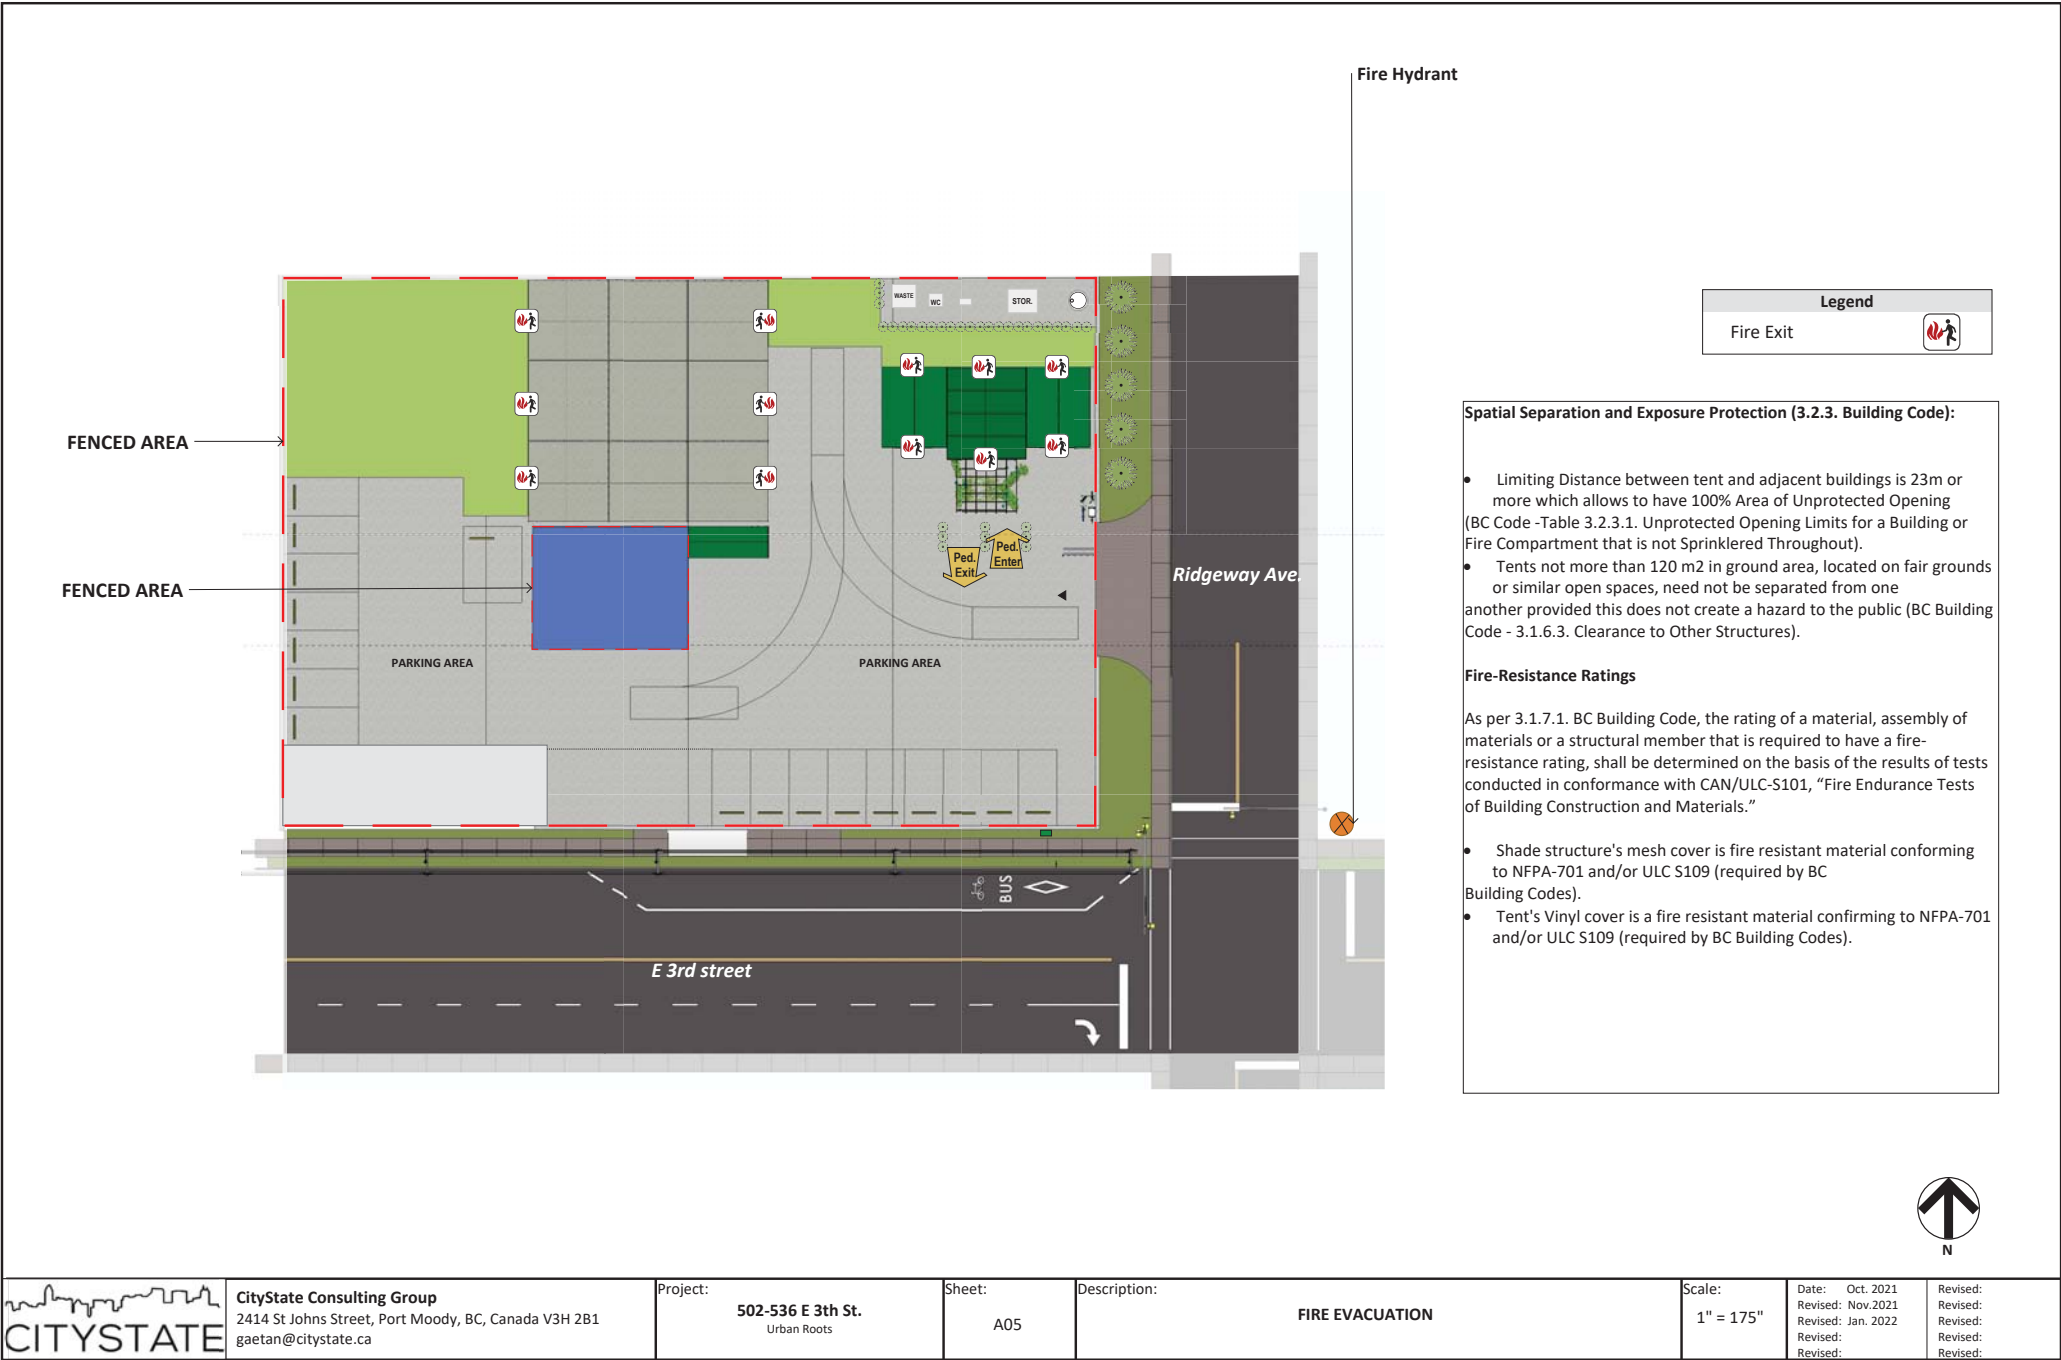 Fire Hydrant
WASTE
WC
STOR.
Legend
Fire Exit
FENCED AREA
FENCED AREA
Ped.
Exit
Ped.
Enter
Ridgeway Ave.
PARKING AREA
PARKING AREA
BUS
E 3rd street
Spatial Separation and Exposure Protection (3.2.3. Building Code):
• Limiting Distance between tent and adjacent buildings is 23m or
more which allows to have 100% Area of Unprotected Opening
(BC Code -Table 3.2.3.1. Unprotected Opening Limits for a Building or
Fire Compartment that is not Sprinklered Throughout).
• Tents not more than 120 m2 in ground area, located on fair grounds
or similar open spaces, need not be separated from one
another provided this does not create a hazard to the public (BC Building
Code - 3.1.6.3. Clearance to Other Structures).
Fire-Resistance Ratings
As per 3.1.7.1. BC Building Code, the rating of a material, assembly of
materials or a structural member that is required to have a fire-
resistance rating, shall be determined on the basis of the results of tests
conducted in conformance with CAN/ULC-S101, “Fire Endurance Tests
of Building Construction and Materials.”
• Shade structure's mesh cover is fire resistant material conforming
to NFPA-701 and/or ULC S109 (required by BC
Building Codes).
• Tent's Vinyl cover is a fire resistant material confirming to NFPA-701
and/or ULC S109 (required by BC Building Codes).
N
CITYSTATE
CityState Consulting Group
2414 St Johns Street, Port Moody, BC, Canada V3H 2B1
gaetan@citystate.ca
Project:
502-536 E 3th St.
Urban Roots
Sheet:
A05
Description:
FIRE EVACUATION
Scale:
1" = 175"
Date: Oct. 2021
Revised: Nov.2021
Revised: Jan. 2022
Revised:
Revised:
Revised:
Revised:
Revised:
Revised:
Revised: